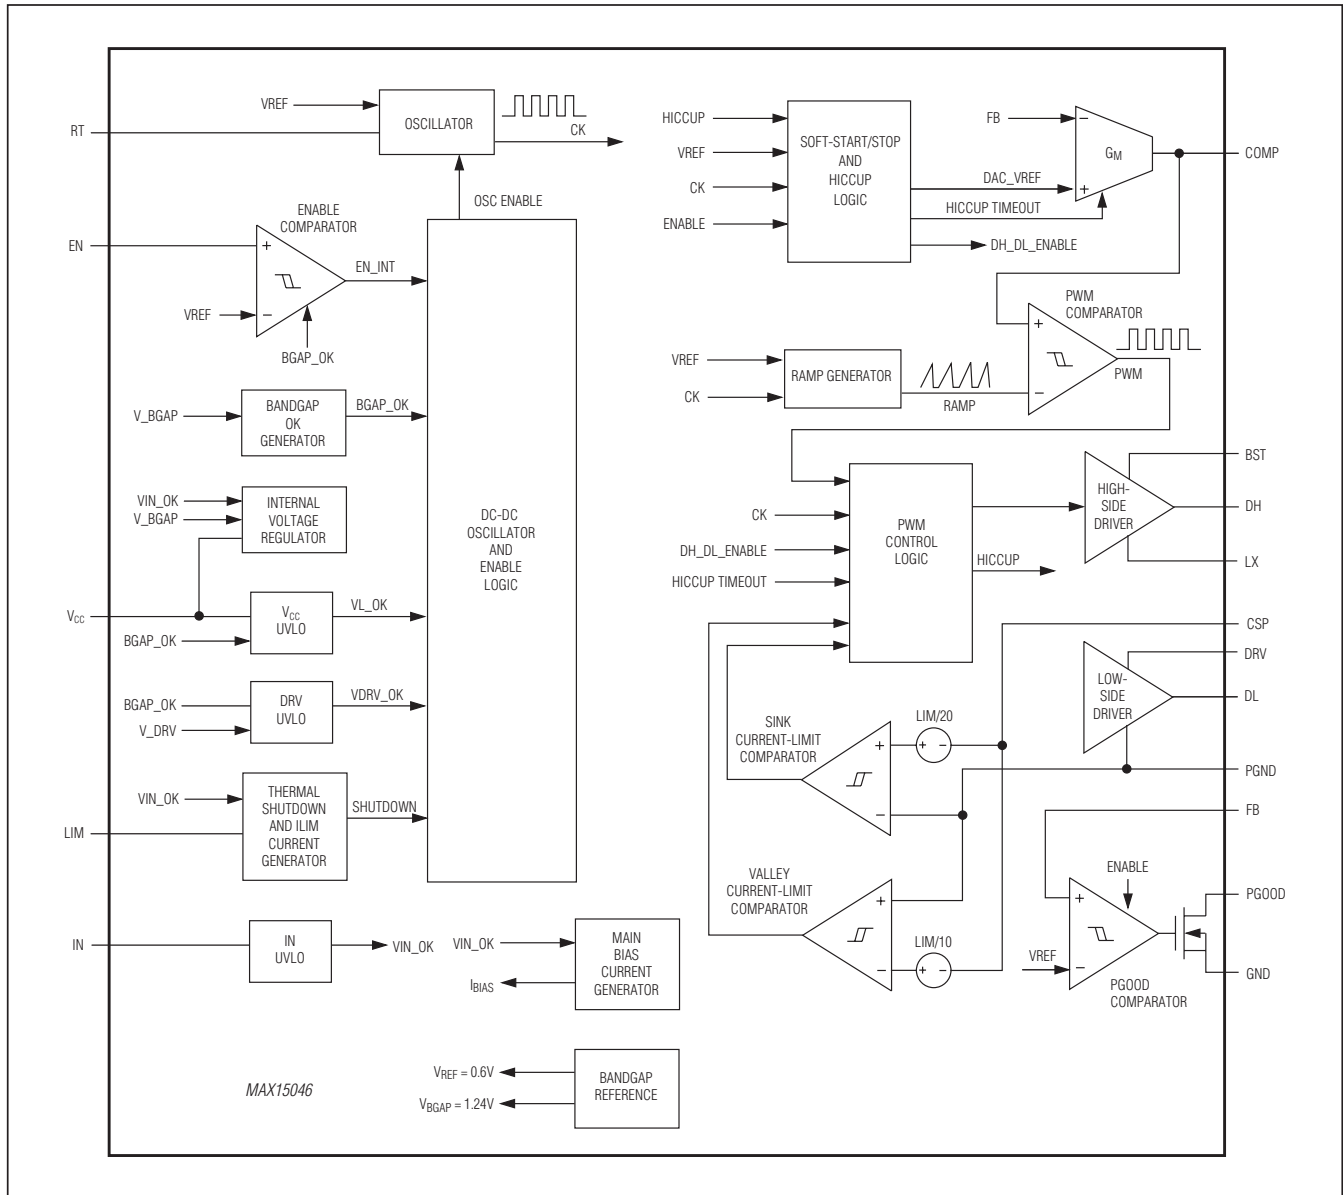 VREF
RT
OSCILLATOR
CK
OSC ENABLE
ENABLE
COMPARATOR
EN
+
EN_INT
VREF
−
BGAP_OK
V_BGAP
BANDGAP
OK
GENERATOR
BGAP_OK
VIN_OK
V_BGAP
INTERNAL
VOLTAGE
REGULATOR
DC-DC
OSCILLATOR
AND
ENABLE
LOGIC
VCC
VCC
UVLO
VL_OK
BGAP_OK
BGAP_OK
V_DRV
DRV
UVLO
VDRV_OK
VIN_OK
LIM
THERMAL
SHUTDOWN
AND ILIM
CURRENT
GENERATOR
SHUTDOWN
IN
IN
UVLO
VIN_OK
VIN_OK
IBIAS
MAIN
BIAS
CURRENT
GENERATOR
VREF = 0.6V
VBGAP = 1.24V
BANDGAP
REFERENCE
MAX15046
HICCUP
VREF
CK
ENABLE
SOFT-START/STOP
AND
HICCUP
LOGIC
DAC_VREF
HICCUP TIMEOUT
DH_DL_ENABLE
FB
−
GM
+
COMP
PWM
COMPARATOR
+
−
PWM
VREF
CK
RAMP GENERATOR
RAMP
CK
DH_DL_ENABLE
HICCUP TIMEOUT
PWM
CONTROL
LOGIC
HICCUP
HIGH-
SIDE
DRIVER
BST
DH
LX
CSP
DRV
LOW-
SIDE
DRIVER
DL
PGND
SINK
CURRENT-LIMIT
COMPARATOR
+
−
LIM/20
+ −
VALLEY
CURRENT-LIMIT
COMPARATOR
+
−
LIM/10
+ −
FB
ENABLE
+
VREF
−
PGOOD
COMPARATOR
PGOOD
GND